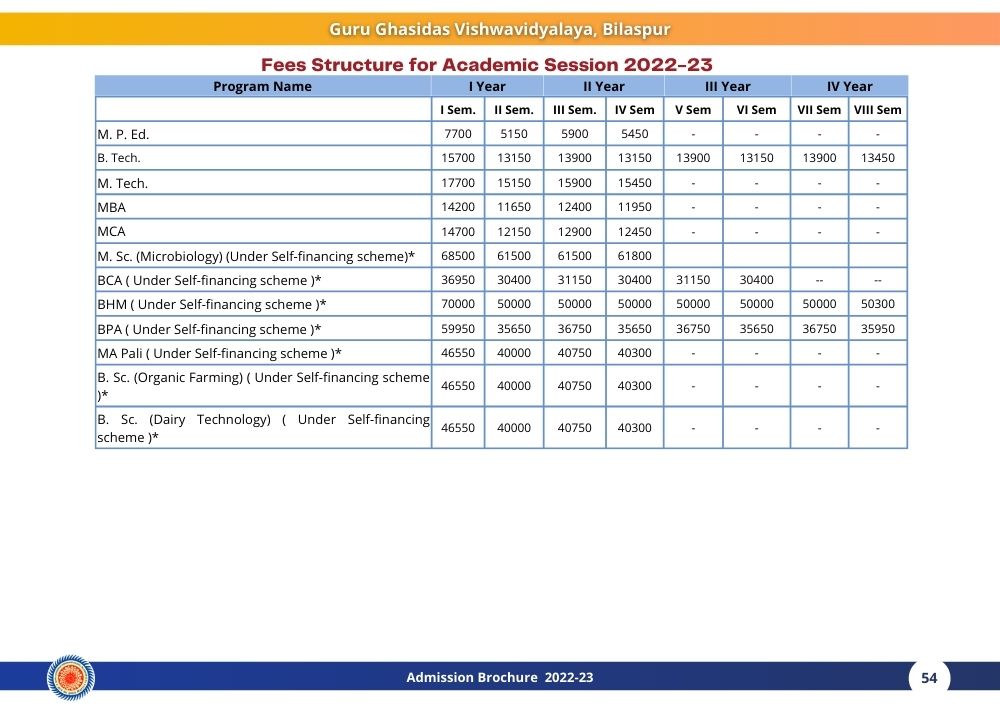 Guru Ghasidas Vishwavidyalaya, Bilaspur
Fees Structure for Academic Session 2022-23
Program Name I Year II Year III Year IV Year
I Sem. II Sem. III Sem. IV Sem V Sem VI Sem VII Sem VIII Sem
M. P. Ed. 7700 5150 5900 5450 - - - -
B. Tech. 15700 13150 13900 13150 13900 13150 13900 13450
M. Tech. 17700 15150 15900 15450 - - - -
MBA 14200 11650 12400 11950 - - - -
MCA 14700 12150 12900 12450 - - - -
M. Sc. (Microbiology) (Under Self-financing scheme)* 68500 61500 61500 61800
BCA ( Under Self-financing scheme )* 36950 30400 31150 30400 31150 30400 -- --
BHM ( Under Self-financing scheme )* 70000 50000 50000 50000 50000 50000 50000 50300
BPA ( Under Self-financing scheme )* 59950 35650 36750 35650 36750 35650 36750 35950
MA Pali ( Under Self-financing scheme )* 46550 40000 40750 40300 - - - -
B. Sc. (Organic Farming) ( Under Self-financing scheme
)* 46550 40000 40750 40300 - - - -
B. Sc. (Dairy Technology) ( Under Self-financing
scheme )* 46550 40000 40750 40300 - - - -
Admission Brochure 2022-23
54